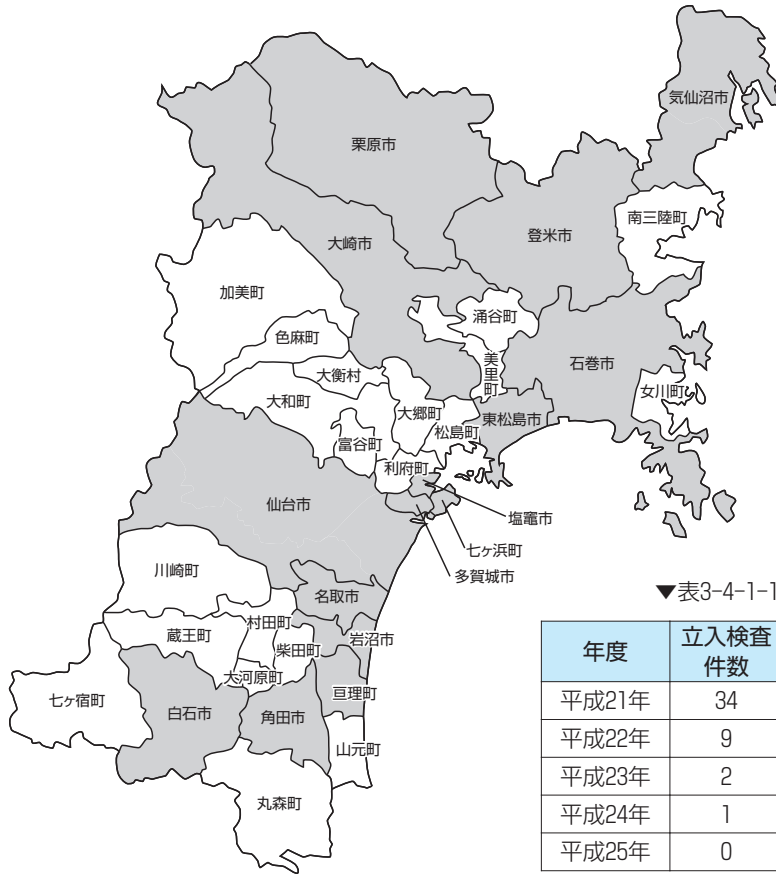 気仙沼市
栗原市
南三陸町
登米市
大崎市
加美町
涌谷町
色麻町
美里町
石巻市
大衡村
女川町
大和町
大郷町
東松島市
松島町
富谷町
利府町
仙台市
塩竈市
七ヶ浜町
多賀城市
川崎町
名取市
村田町
岩沼市
蔵王町
柴田町
大河原町
七ヶ宿町
亘理町
白石市
角田市
山元町
丸森町
▼表3-4-1-1
年度 立入検査件数
平成21年 34
平成22年 9
平成23年 2
平成24年 1
平成25年 0